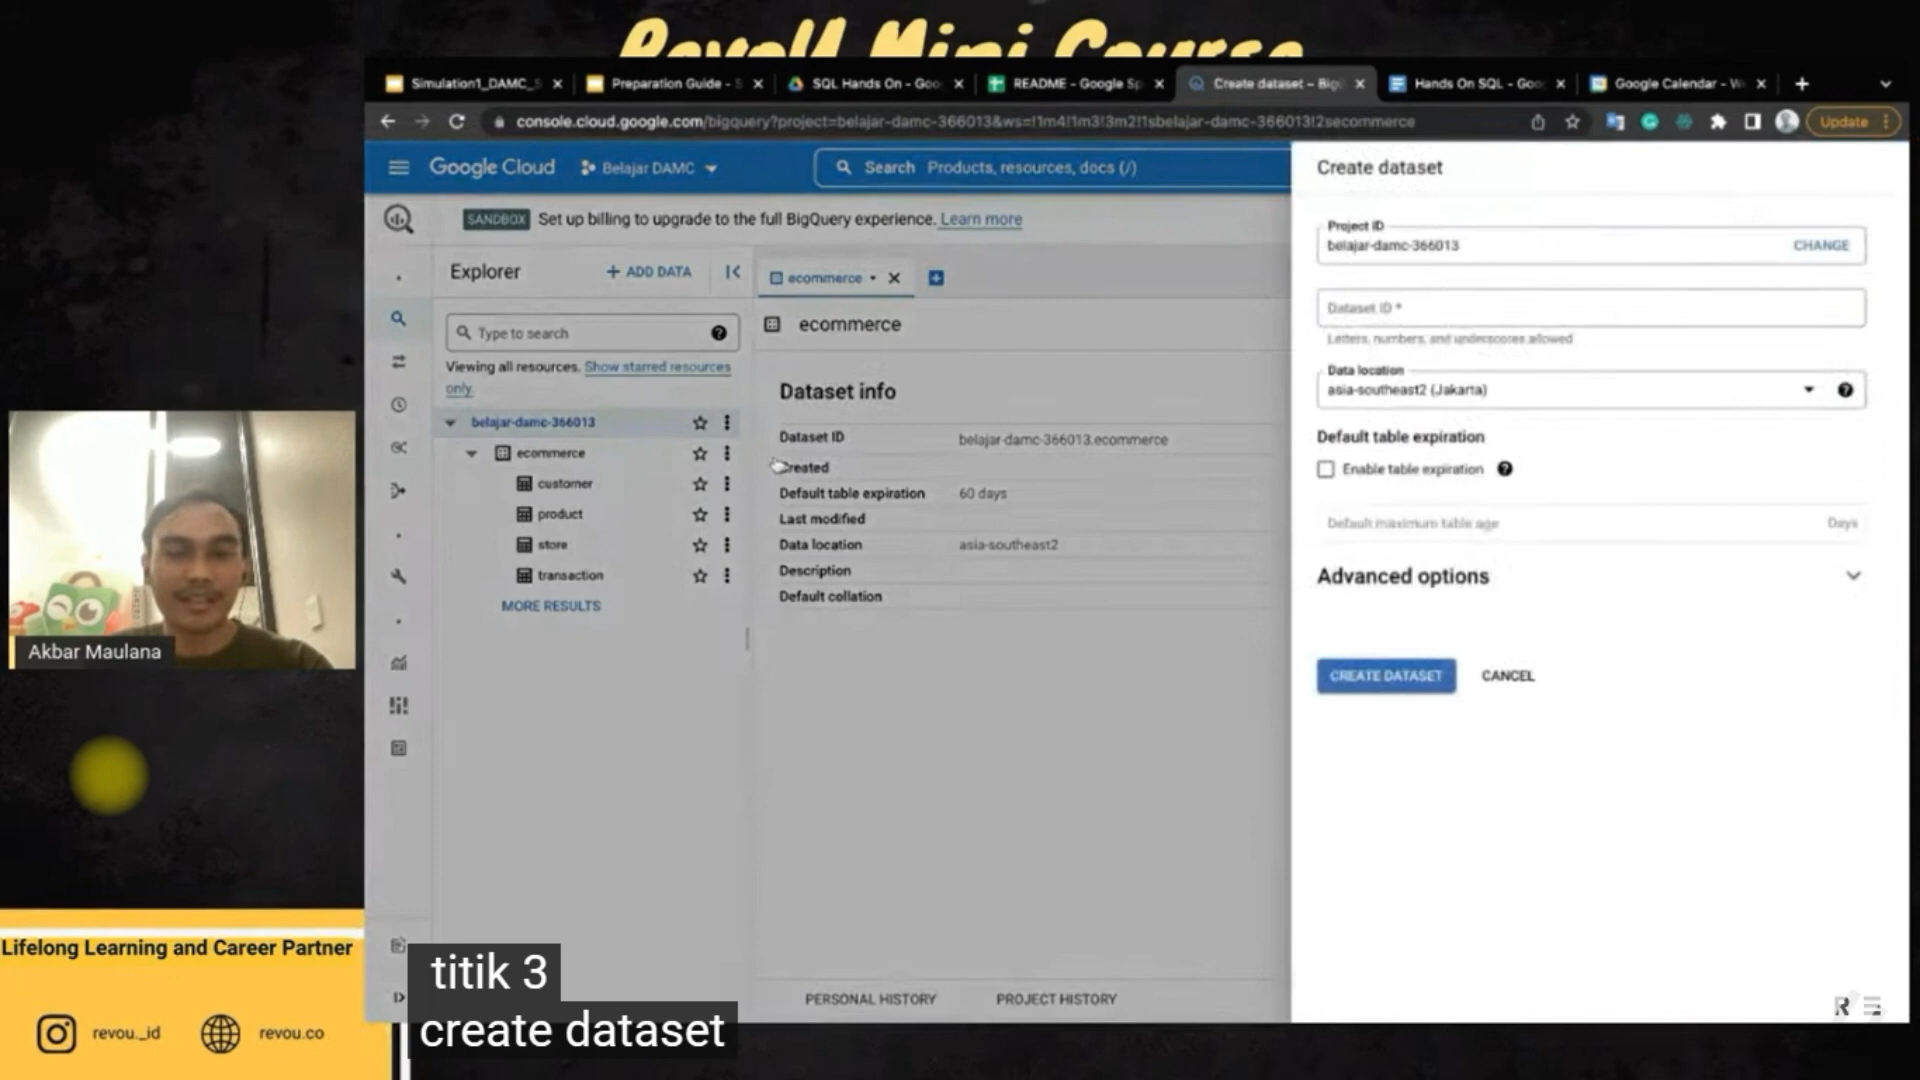 RevoU Mini Course
Simulation1_DAMC_S
Preparation Guide - S
SQL Hands On - Goo
README - Google Sp
Create dataset - Big
Hands On SQL - Goo
Google Calendar - W
console.cloud.google.com/bigquery?project=belajar-damc-366013&ws=!1m4!1m3!3m2!1sbelajar-damc-366013!2secommerce
Update
Google Cloud
Belajar DAMC
Search Products, resources, docs (/)
SANDBOX Set up billing to upgrade to the full BigQuery experience. Learn more
Explorer
+ ADD DATA
Type to search
Viewing all resources. Show starred resources
only.
belajar-damc-366013
ecommerce
customer
product
store
transaction
MORE RESULTS
ecommerce
ecommerce
Dataset info
Dataset ID belajar-damc-366013.ecommerce
Created
Default table expiration 60 days
Last modified
Data location asia-southeast2
Description
Default collation
PERSONAL HISTORY
PROJECT HISTORY
Create dataset
Project ID
belajar-damc-366013
CHANGE
Dataset ID *
Letters, numbers, and underscores allowed
Data location
asia-southeast2 (Jakarta)
Default table expiration
Enable table expiration
Default maximum table age Days
Advanced options
CREATE DATASET
CANCEL
Akbar Maulana
Lifelong Learning and Career Partner
revou_id
revou.co
titik 3
create dataset